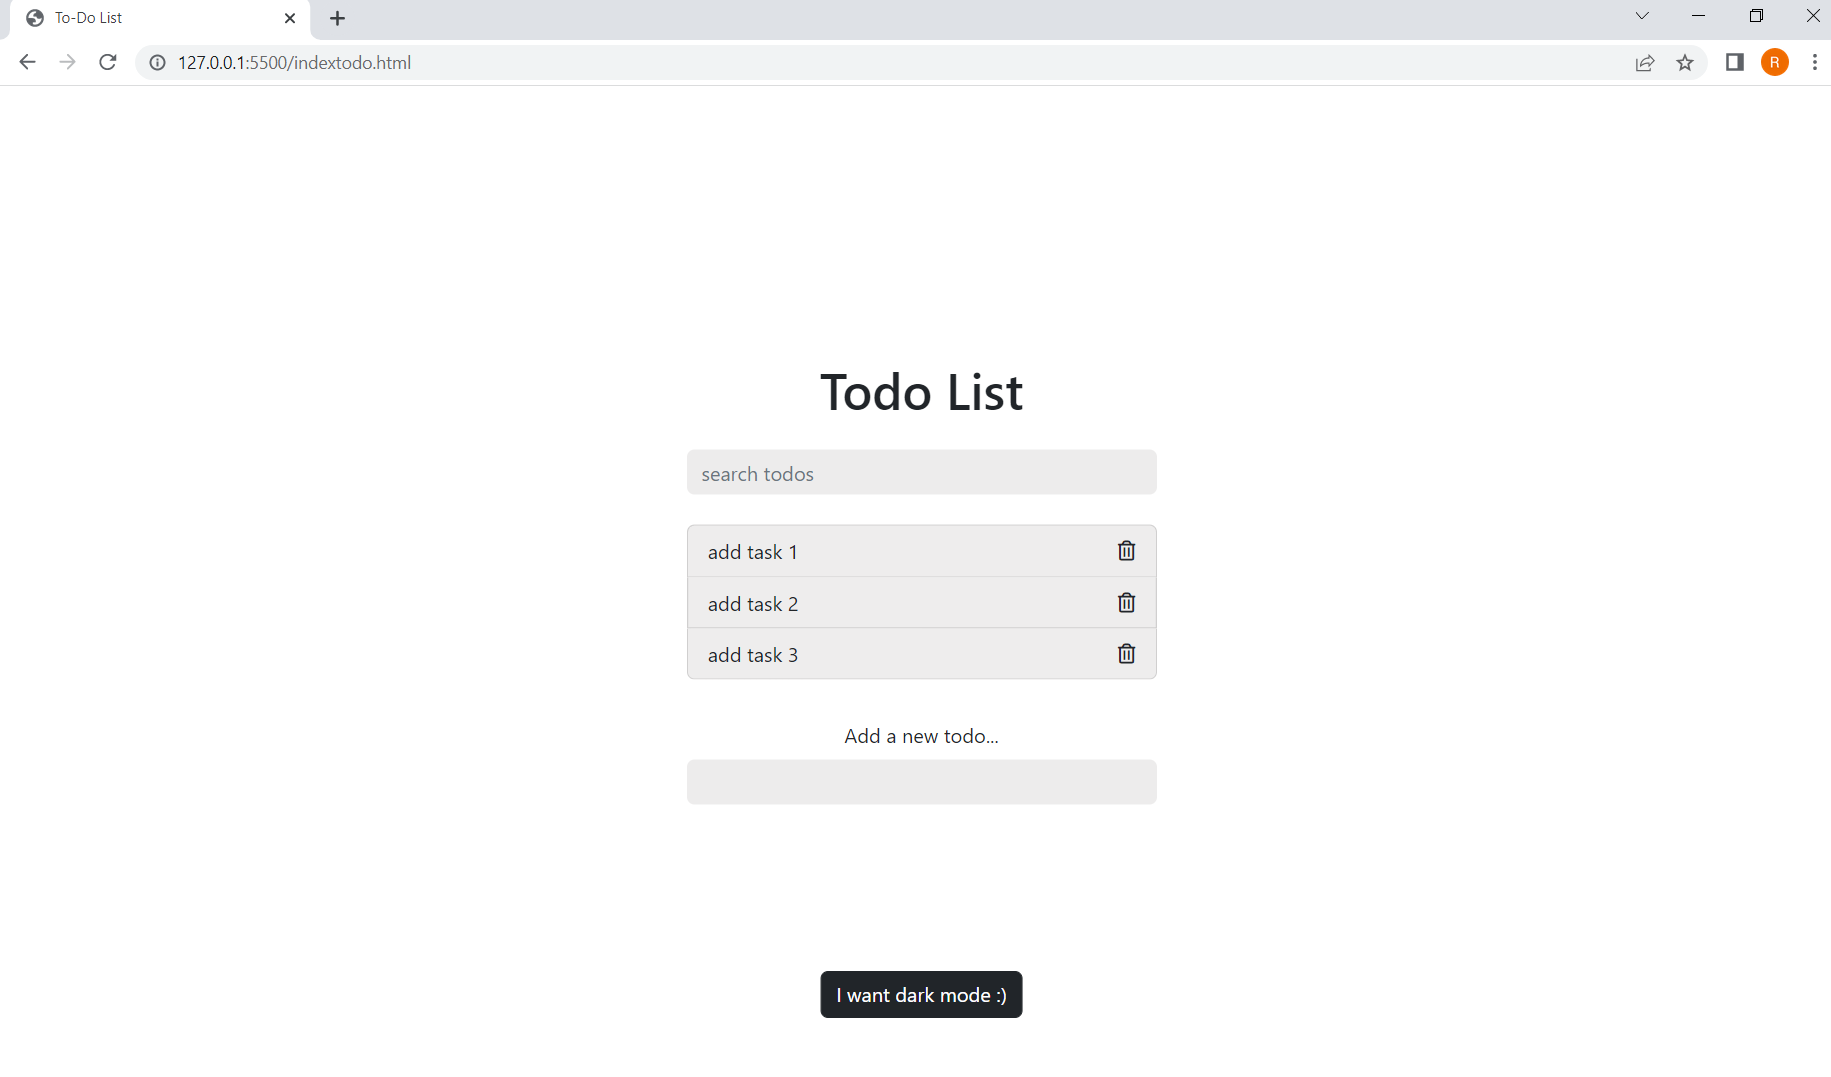 To-Do List
127.0.0.1:5500/indextodo.html
R
Todo List
search todos
add task 1
add task 2
add task 3
Add a new todo...
I want dark mode :)